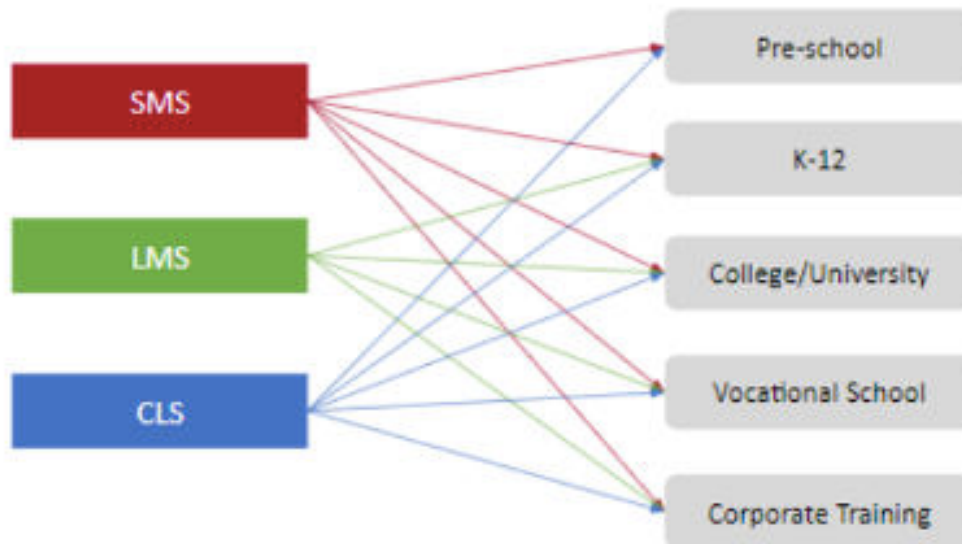 SMS
LMS
CLS
Pre-school
K-12
College/University
Vocational School
Corporate Training